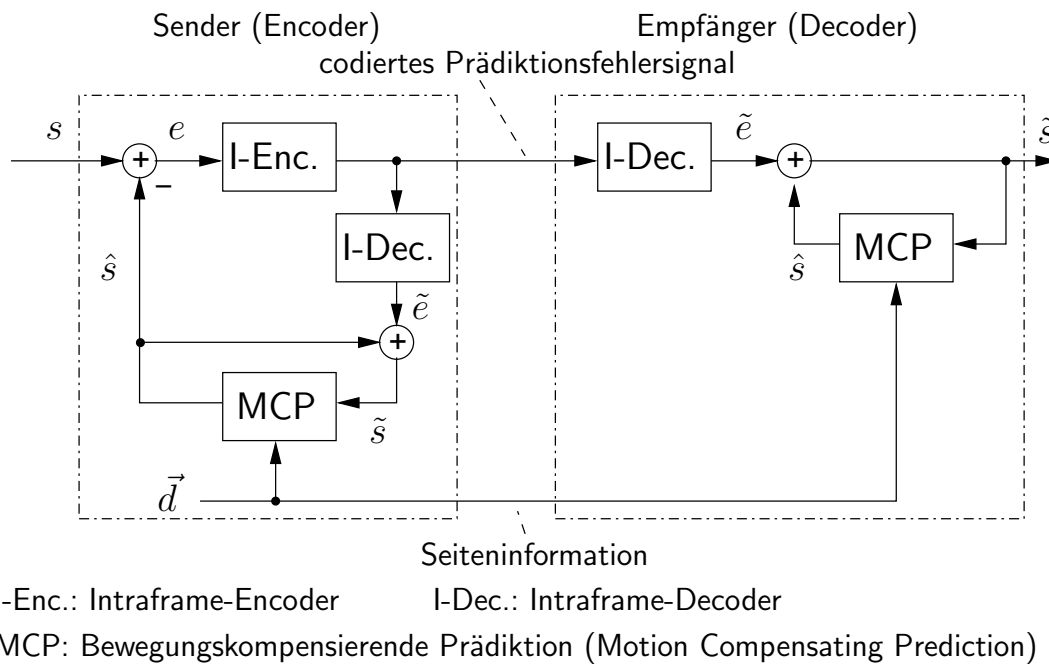 Sender (Encoder)
Empfänger (Decoder)
codiertes Prädiktionsfehlersignal
s
e
I-Enc.
I-Dec.
ẽ
s̃
+
–
I-Dec.
ŝ
ẽ
+
MCP
ŝ
+
MCP
s̃
d⃗
+
Seiteninformation
-Enc.: Intraframe-Encoder
I-Dec.: Intraframe-Decoder
MCP: Bewegungskompensierende Prädiktion (Motion Compensating Prediction)